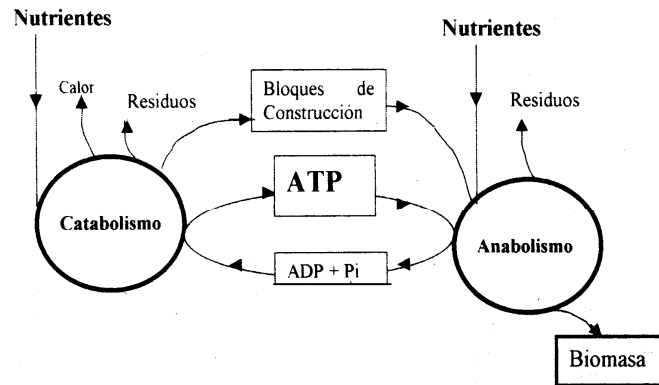 Nutrientes
Nutrientes
Calor
Residuos
Bloques de
Construcción
Residuos
ATP
Catabolismo
Anabolismo
ADP + Pi
Biomasa